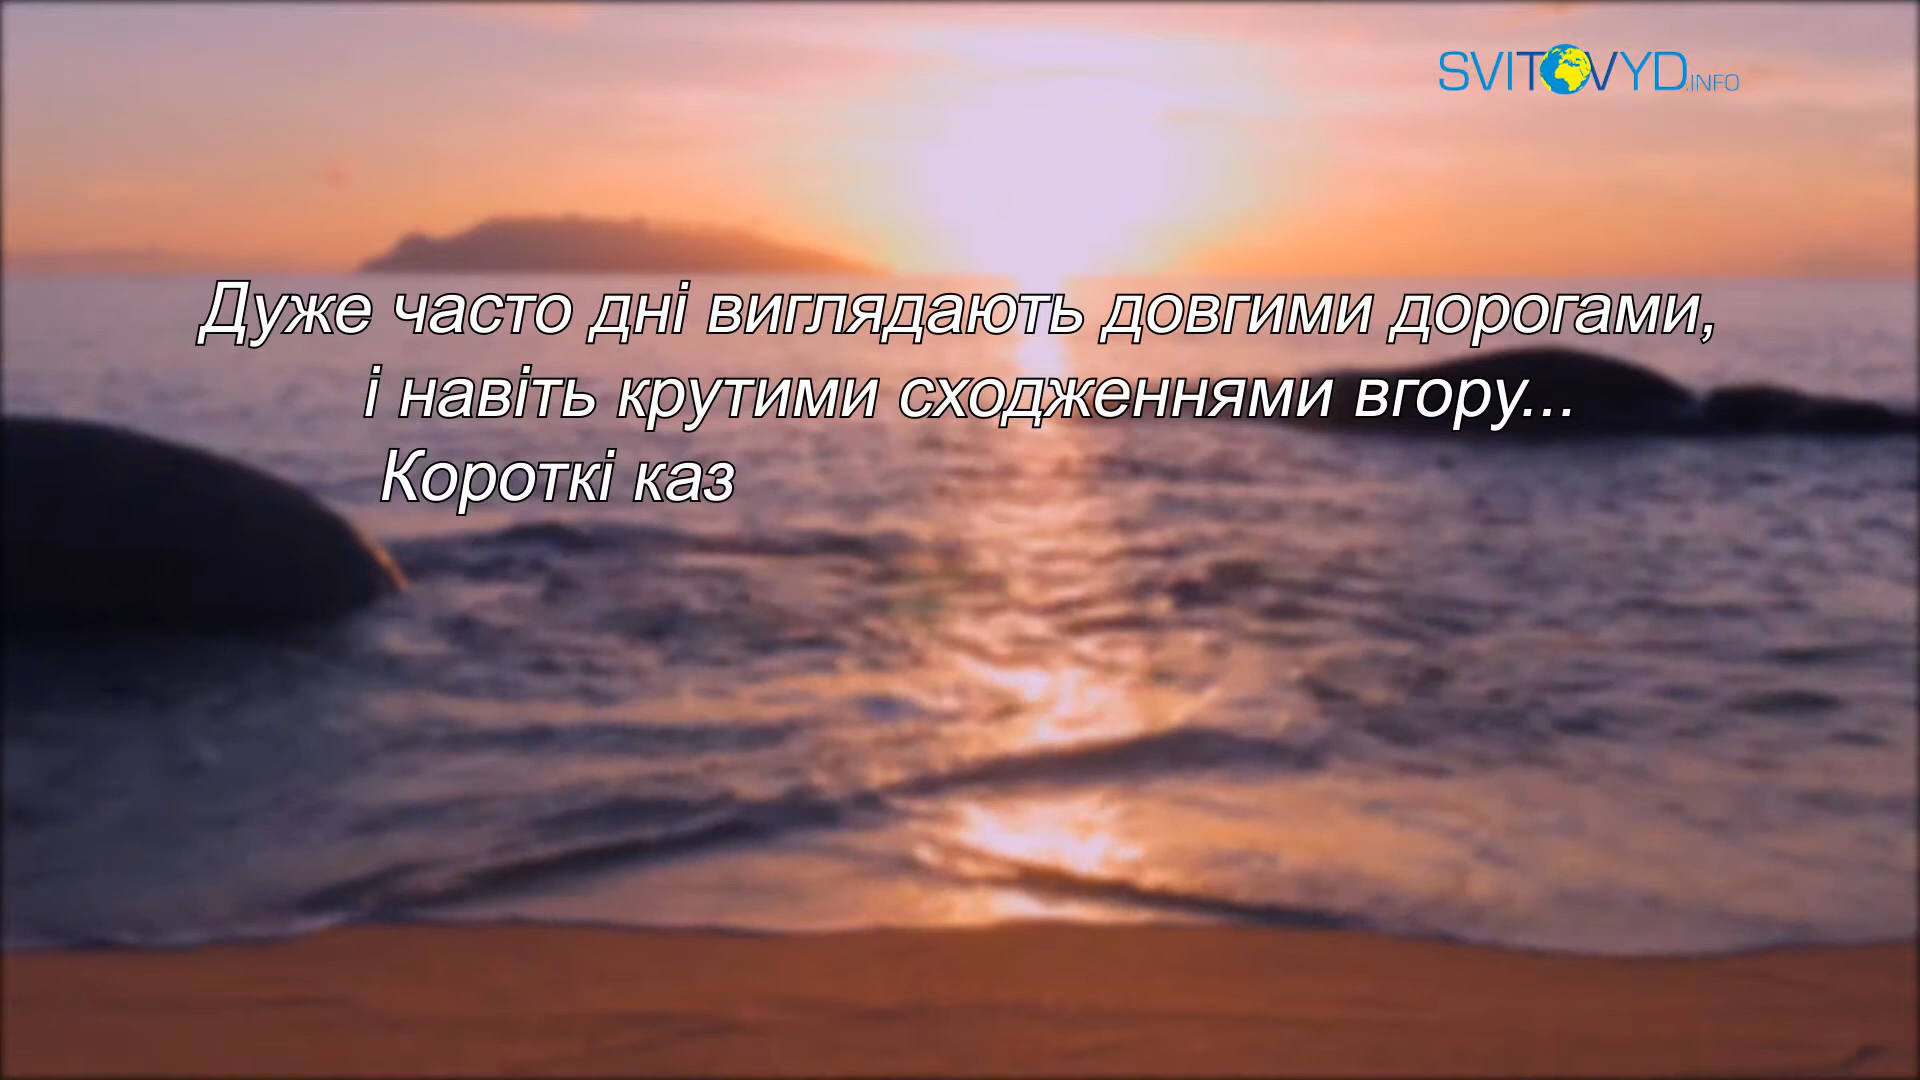 SVITOVYD.INFO
Дуже часто дні виглядають довгими дорогами,
і навіть крутими сходженнями вгору...
Короткі каз